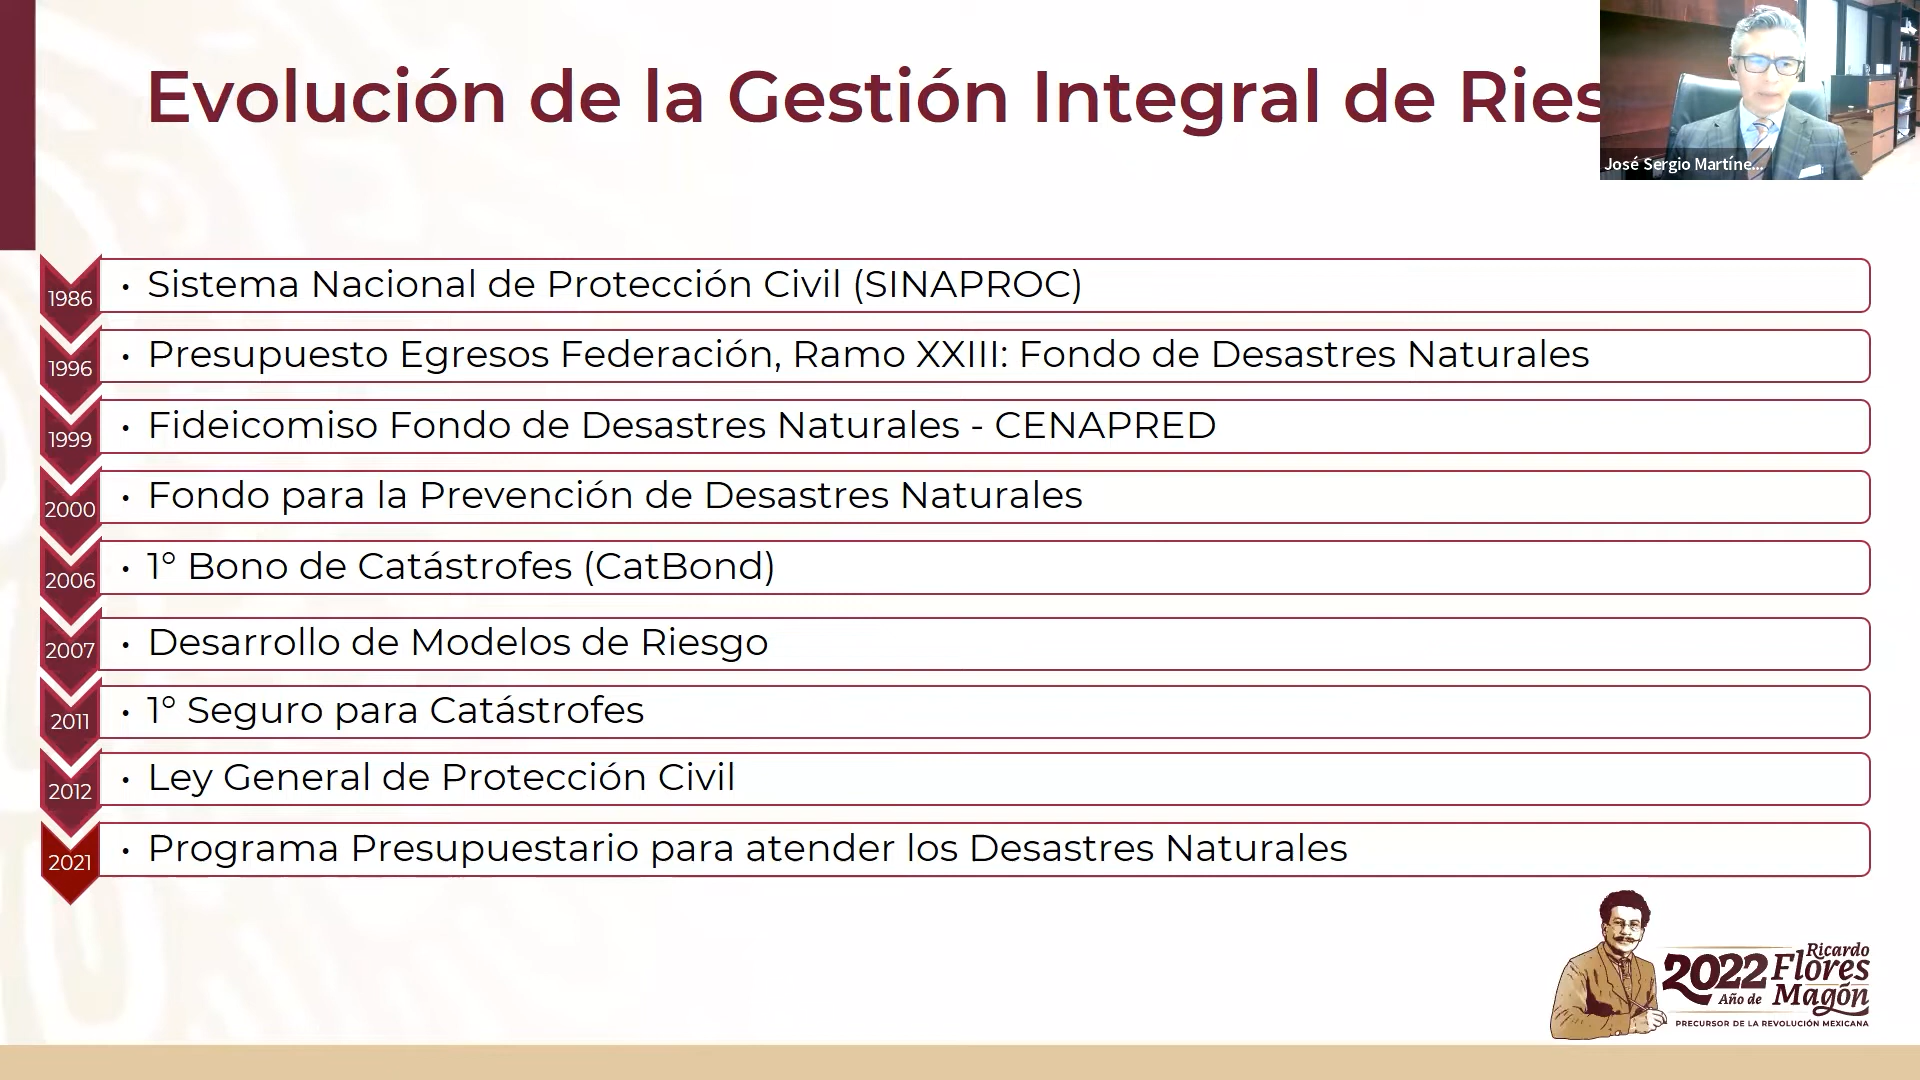 Evolución de la Gestión Integral de Ries
José Sergio Martíne...
1986
• Sistema Nacional de Protección Civil (SINAPROC)
1996
• Presupuesto Egresos Federación, Ramo XXIII: Fondo de Desastres Naturales
1999
• Fideicomiso Fondo de Desastres Naturales - CENAPRED
2000
• Fondo para la Prevención de Desastres Naturales
2006
• 1° Bono de Catástrofes (CatBond)
2007
• Desarrollo de Modelos de Riesgo
2011
• 1° Seguro para Catástrofes
2012
• Ley General de Protección Civil
2021
• Programa Presupuestario para atender los Desastres Naturales
2022 Ricardo
Flores
Año de Magón
PRECURSOR DE LA REVOLUCIÓN MEXICANA